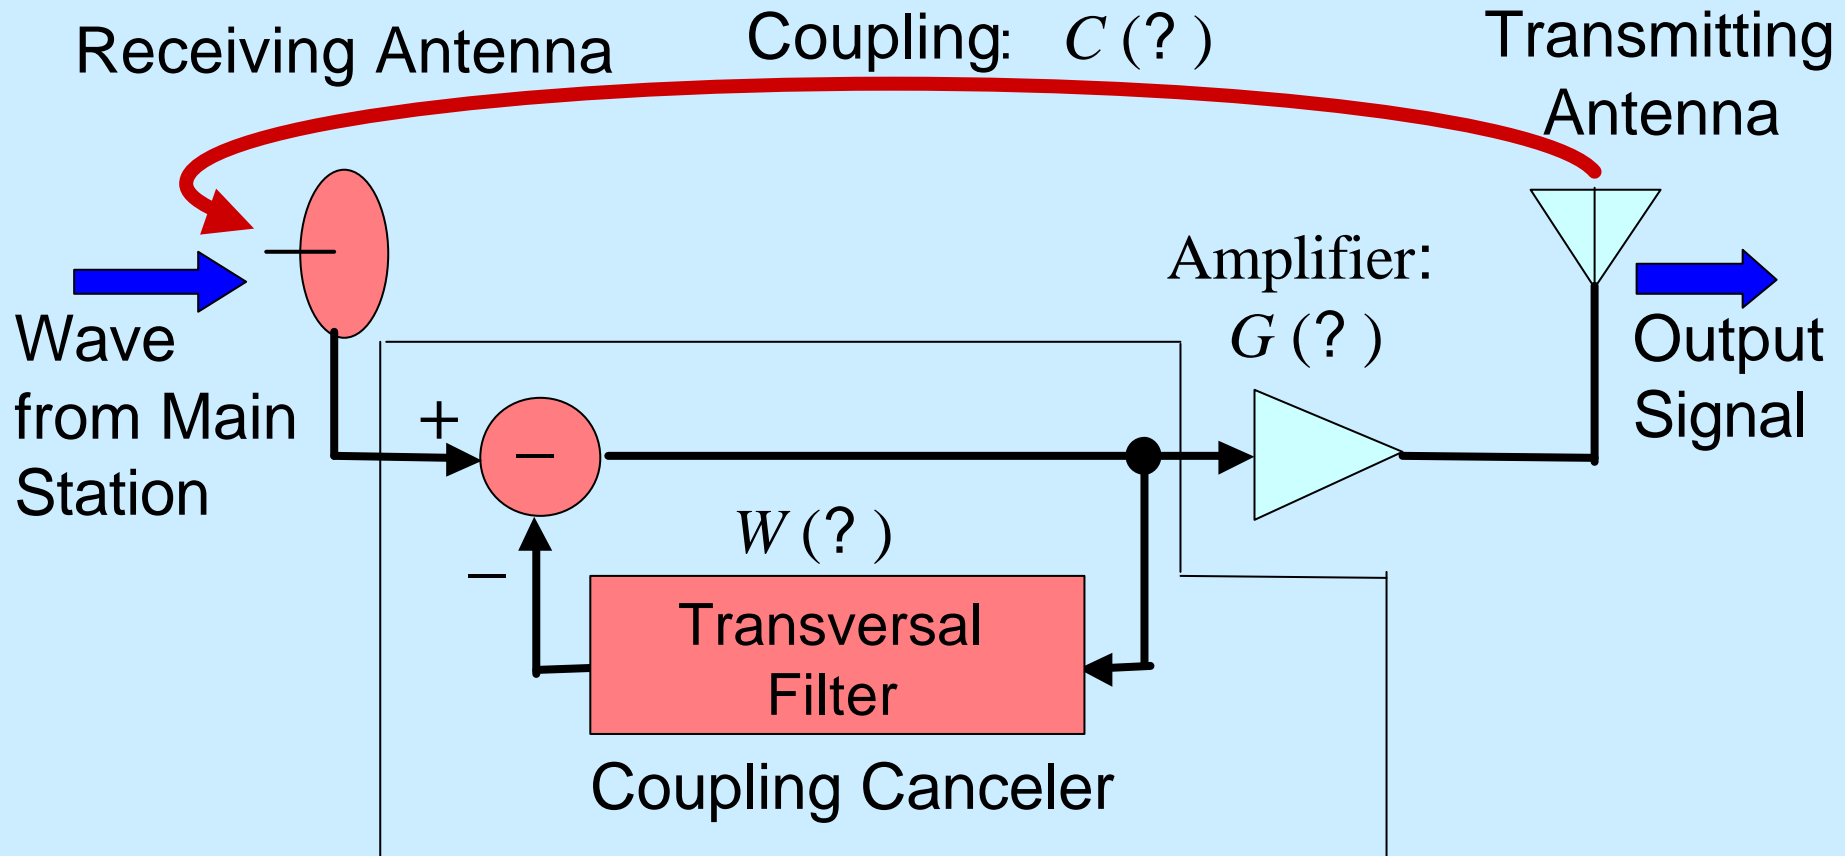 Receiving Antenna
Coupling: C (? )
Transmitting
Antenna
Wave
from Main
Station
Amplifier:
G (? )
Output
Signal
+
−
−
W (? )
Transversal
Filter
Coupling Canceler